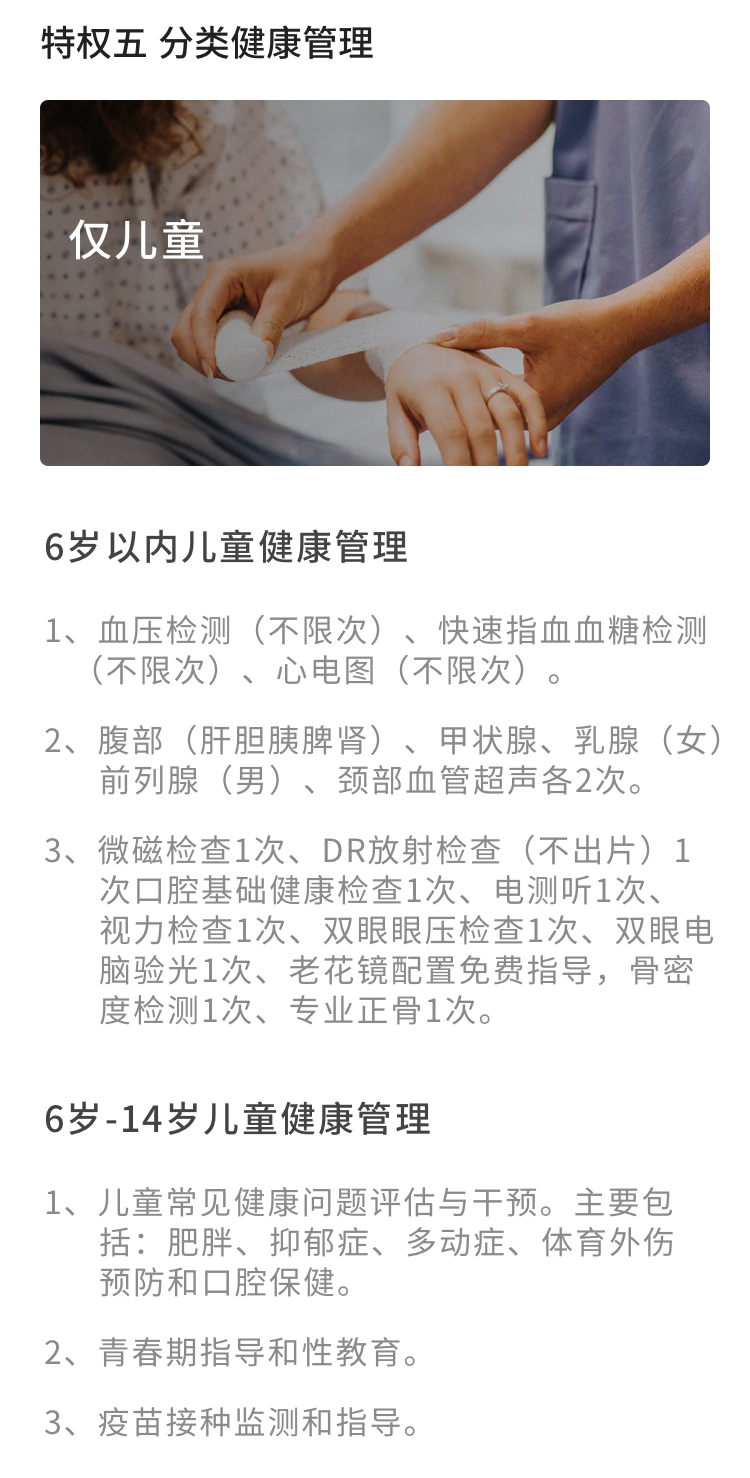 特权五 分类健康管理
仅儿童
6岁以内儿童健康管理
1、血压检测（不限次）、快速指血血糖检测
（不限次）、心电图（不限次）。
2、腹部（肝胆胰脾肾）、甲状腺、乳腺（女）
前列腺（男）、颈部血管超声各2次。
3、微磁检查1次、DR放射检查（不出片）1
次口腔基础健康检查1次、电测听1次、
视力检查1次、双眼眼压检查1次、双眼电
脑验光1次、老花镜配置免费指导，骨密
度检测1次、专业正骨1次。
6岁-14岁儿童健康管理
1、儿童常见健康问题评估与干预。主要包
括：肥胖、抑郁症、多动症、体育外伤
预防和口腔保健。
2、青春期指导和性教育。
3、疫苗接种监测和指导。